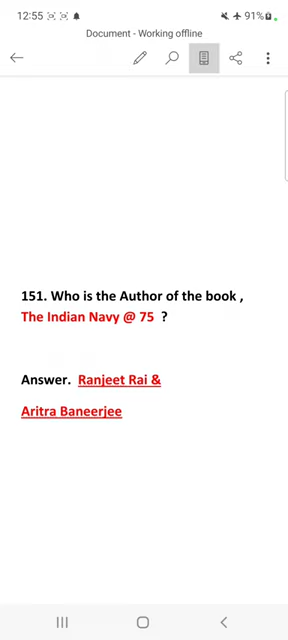 12:55 91%
Document - Working offline
151. Who is the Author of the book ,
The Indian Navy @ 75 ?
Answer. Ranjeet Rai &
Aritra Baneerjee